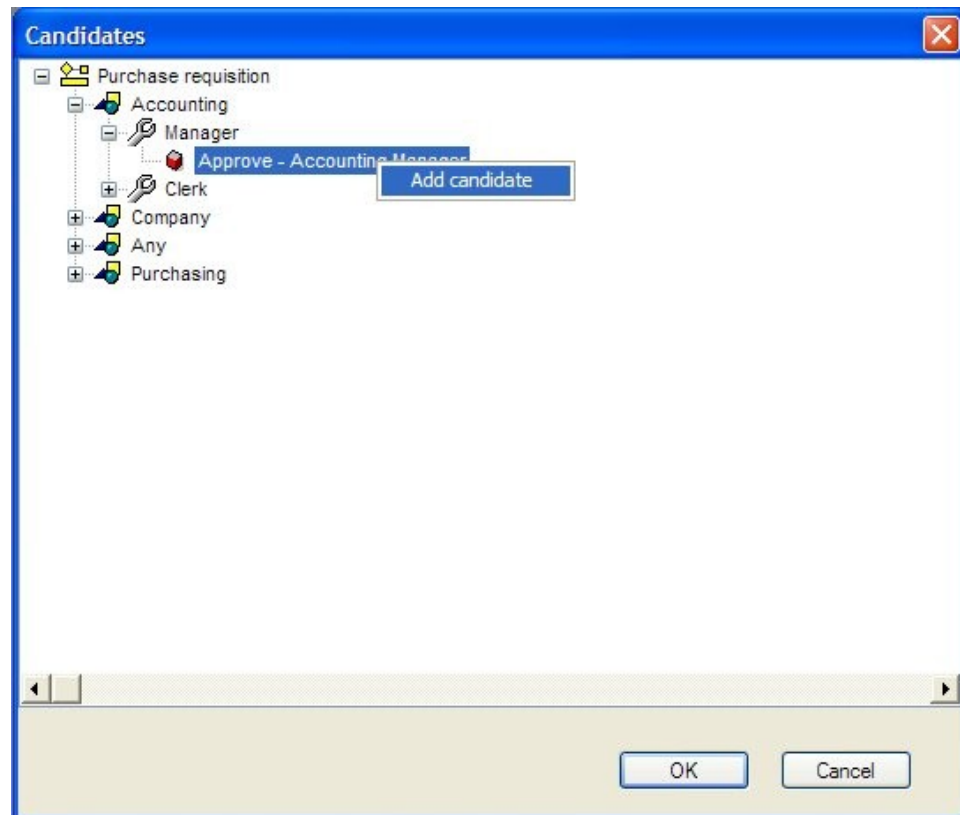 Candidates
Purchase requisition
Accounting
Manager
Approve - Accounting Manager
Add candidate
Clerk
Company
Any
Purchasing
OK
Cancel